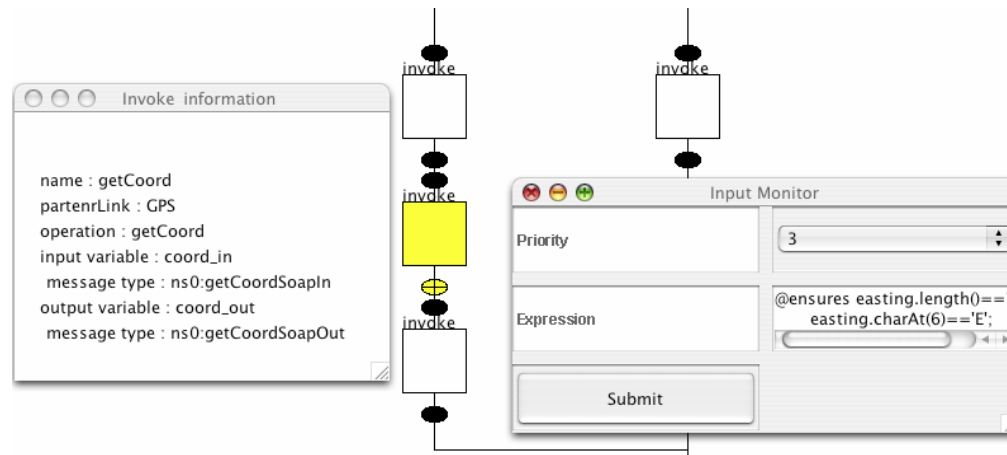 invoke
invoke
Invoke information
name : getCoord
partenrLink : GPS
operation : getCoord
input variable : coord_in
message type : ns0:getCoordSoapIn
output variable : coord_out
message type : ns0:getCoordSoapOut
invoke
invoke
Input Monitor
Priority
3
Expression
@ensures easting.length()==
easting.charAt(6)=='E';
Submit